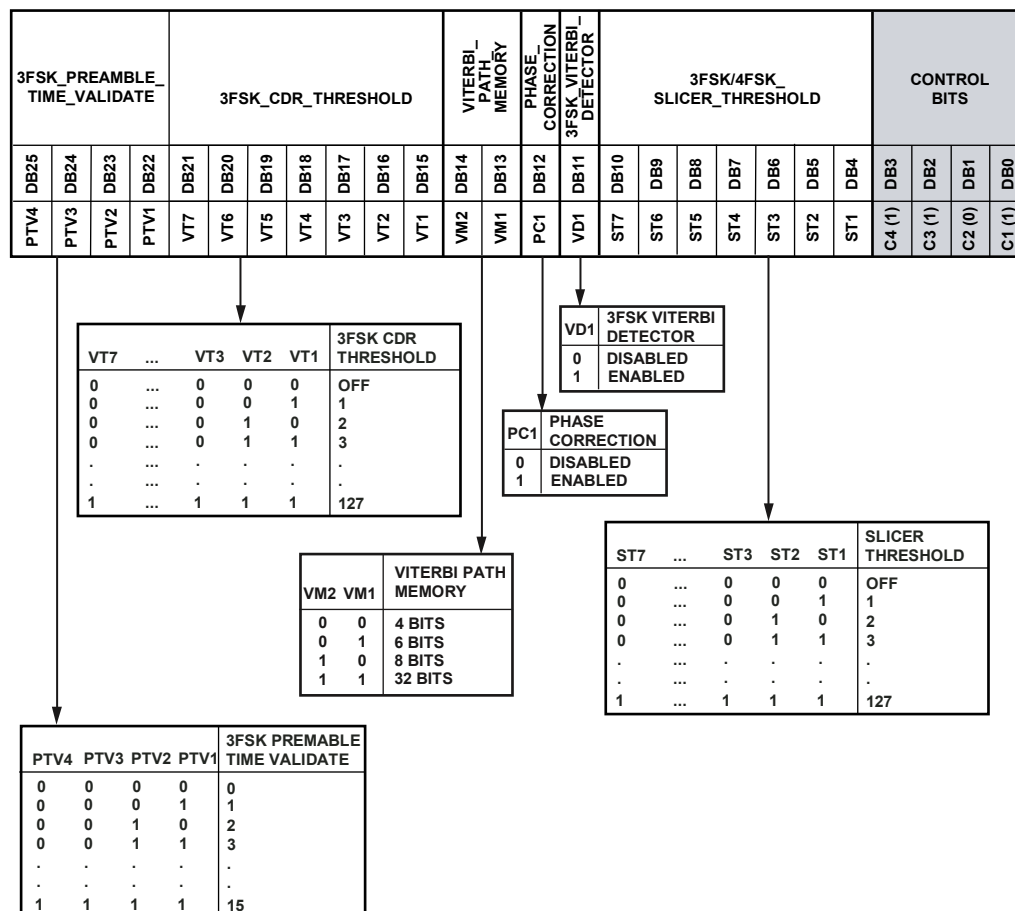 3FSK_PREAMBLE_
TIME_VALIDATE
3FSK_CDR_THRESHOLD
VITERBI_
PATH_
MEMORY
PHASE_
CORRECTION
3FSK_VITERBI_
DETECTOR
3FSK/4FSK_
SLICER_THRESHOLD
CONTROL
BITS
DB25 DB24 DB23 DB22 DB21 DB20 DB19 DB18 DB17 DB16 DB15 DB14 DB13 DB12 DB11 DB10 DB9 DB8 DB7 DB6 DB5 DB4 DB3 DB2 DB1 DB0
PTV4 PTV3 PTV2 PTV1 VT7 VT6 VT5 VT4 VT3 VT2 VT1 VM2 VM1 PC1 VD1 ST7 ST6 ST5 ST4 ST3 ST2 ST1 C4 (1) C3 (1) C2 (0) C1 (1)
VD1 3FSK VITERBI
DETECTOR
0 DISABLED
1 ENABLED
VT7 ... VT3 VT2 VT1 3FSK CDR
THRESHOLD
0 ... 0 0 0 OFF
0 ... 0 0 1 1
0 ... 0 1 0 2
0 ... 0 1 1 3
. ... . . . .
. ... . . . .
1 ... 1 1 1 127
PC1 PHASE
CORRECTION
0 DISABLED
1 ENABLED
ST7 ... ST3 ST2 ST1 SLICER
THRESHOLD
0 ... 0 0 0 OFF
0 ... 0 0 1 1
0 ... 0 1 0 2
0 ... 0 1 1 3
. ... . . . .
. ... . . . .
1 ... 1 1 1 127
VM2 VM1 VITERBI PATH
MEMORY
0 0 4 BITS
0 1 6 BITS
1 0 8 BITS
1 1 32 BITS
PTV4 PTV3 PTV2 PTV1 3FSK PREMABLE
TIME VALIDATE
0 0 0 0 0
0 0 0 1 1
0 0 1 0 2
0 0 1 1 3
. . . . .
. . . . .
1 1 1 1 15